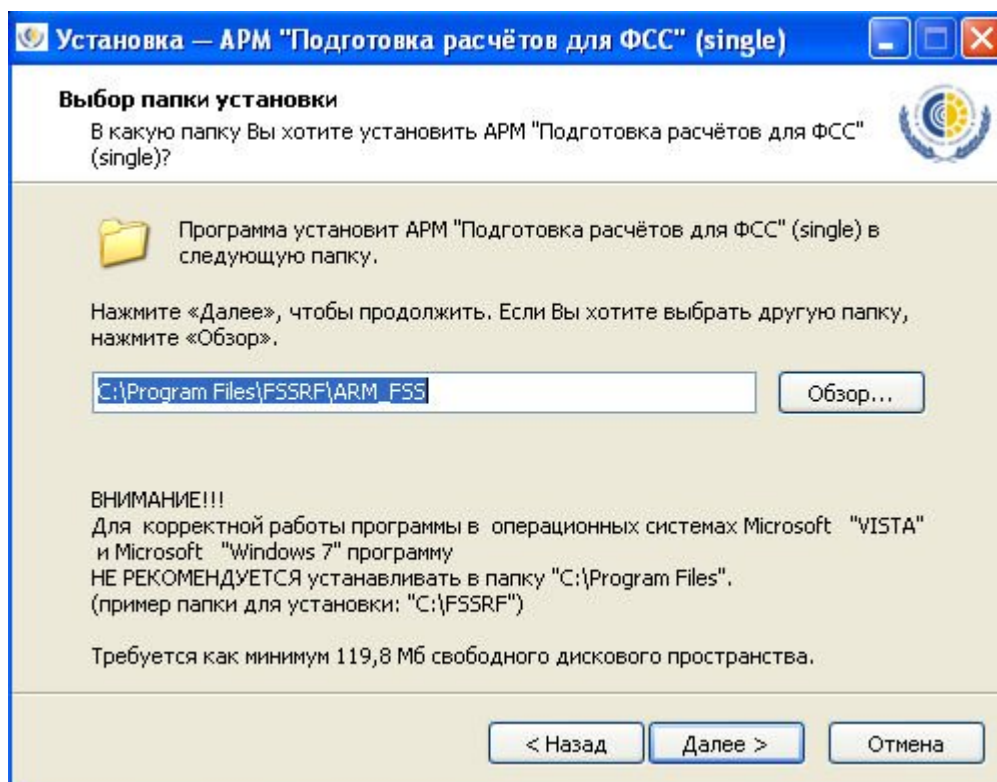 Установка — АРМ "Подготовка расчётов для ФСС" (single)
Выбор папки установки
В какую папку Вы хотите установить АРМ "Подготовка расчётов для ФСС"
(single)?
Программа установит АРМ "Подготовка расчётов для ФСС" (single) в
следующую папку.
Нажмите «Далее», чтобы продолжить. Если Вы хотите выбрать другую папку,
нажмите «Обзор».
C:\Program Files\FSSRF\ARM_FSS
Обзор...
ВНИМАНИЕ!!!
Для корректной работы программы в операционных системах Microsoft "VISTA"
и Microsoft "Windows 7" программу
НЕ РЕКОМЕНДУЕТСЯ устанавливать в папку "C:\Program Files".
(пример папки для установки: "C:\FSSRF")
Требуется как минимум 119,8 Мб свободного дискового пространства.
< Назад
Далее >
Отмена